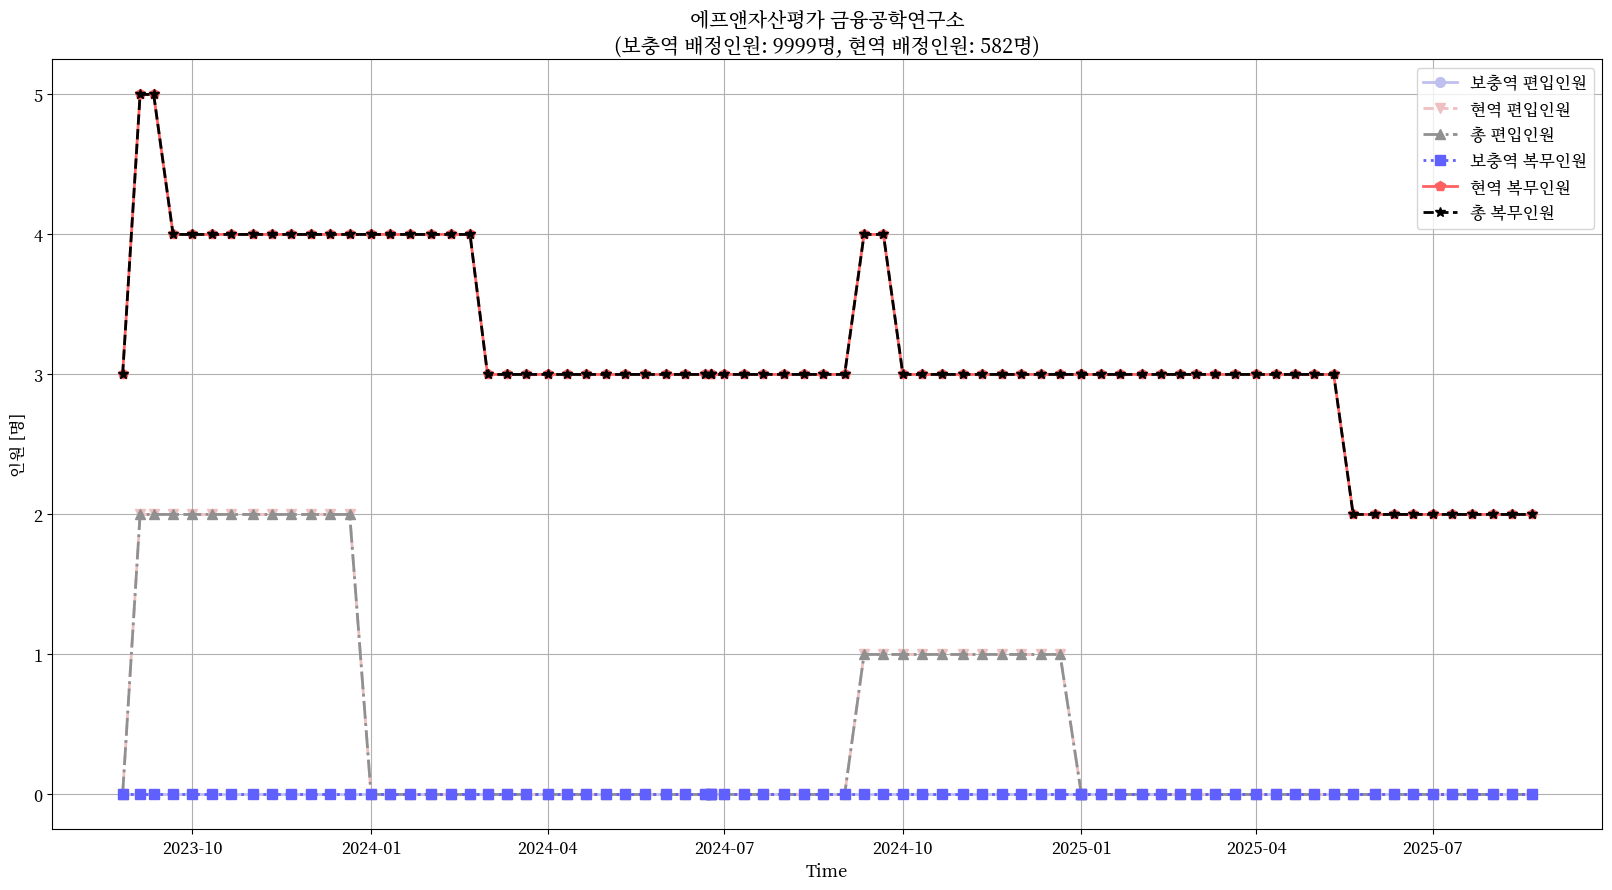 에프앤자산평가 금융공학연구소
(보충역 배정인원: 9999명, 현역 배정인원: 582명)
보충역 편입인원
현역 편입인원
총 편입인원
보충역 복무인원
현역 복무인원
총 복무인원
인원 [명]
5
4
3
2
1
0
2023-10
2024-01
2024-04
2024-07
2024-10
2025-01
2025-04
2025-07
Time